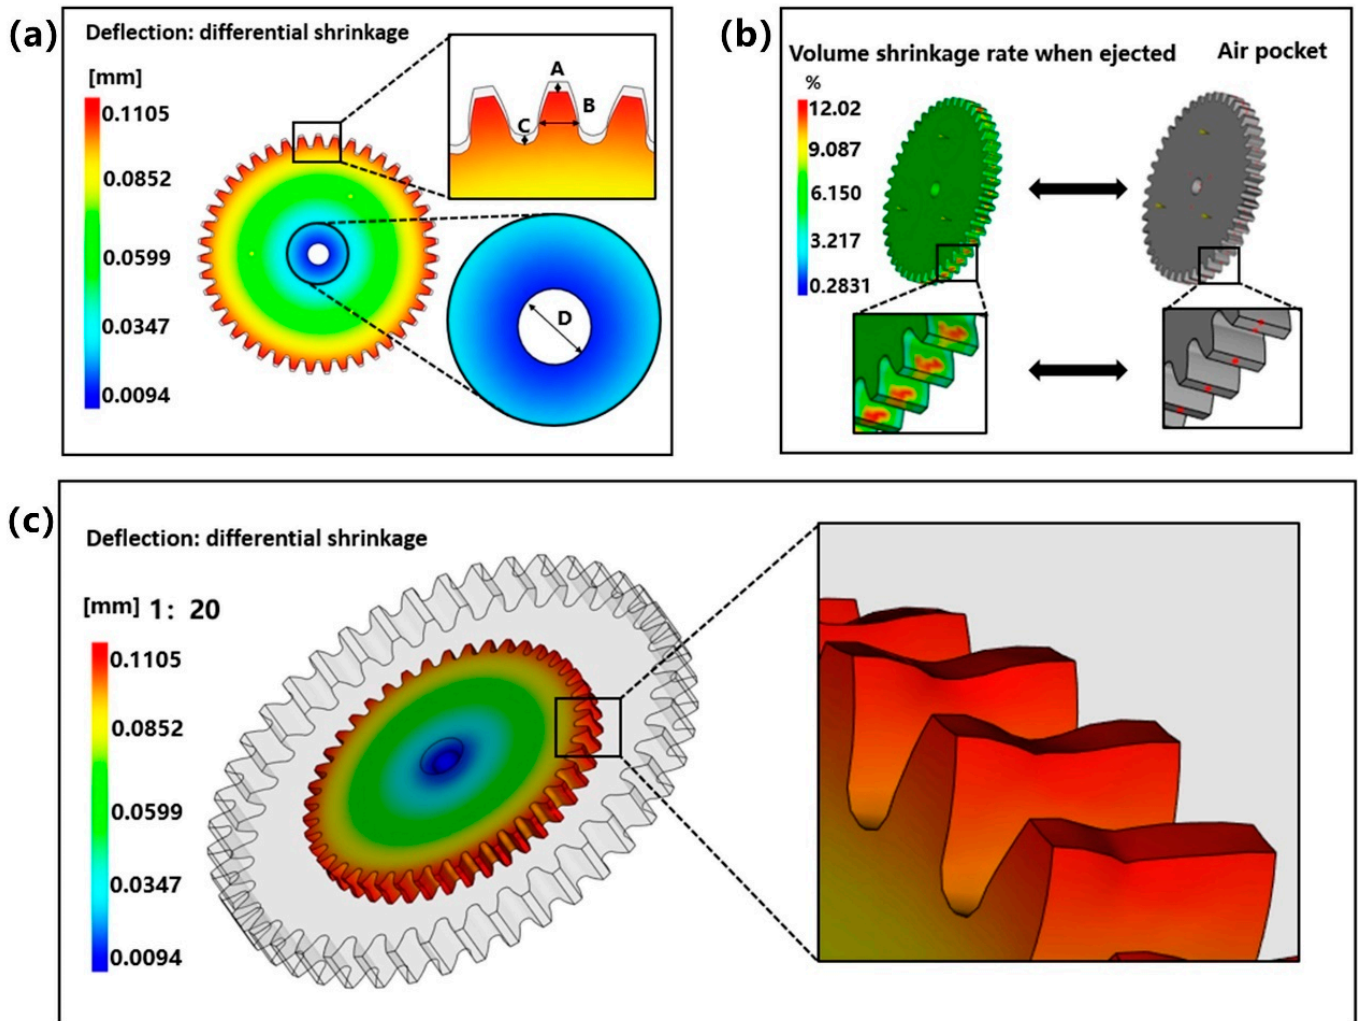 (a)
Deflection: differential shrinkage
[mm]
0.1105
0.0852
0.0599
0.0347
0.0094
A
B
C
D
(b)
Volume shrinkage rate when ejected
Air pocket
%
12.02
9.087
6.150
3.217
0.2831
(c)
Deflection: differential shrinkage
[mm] 1: 20
0.1105
0.0852
0.0599
0.0347
0.0094